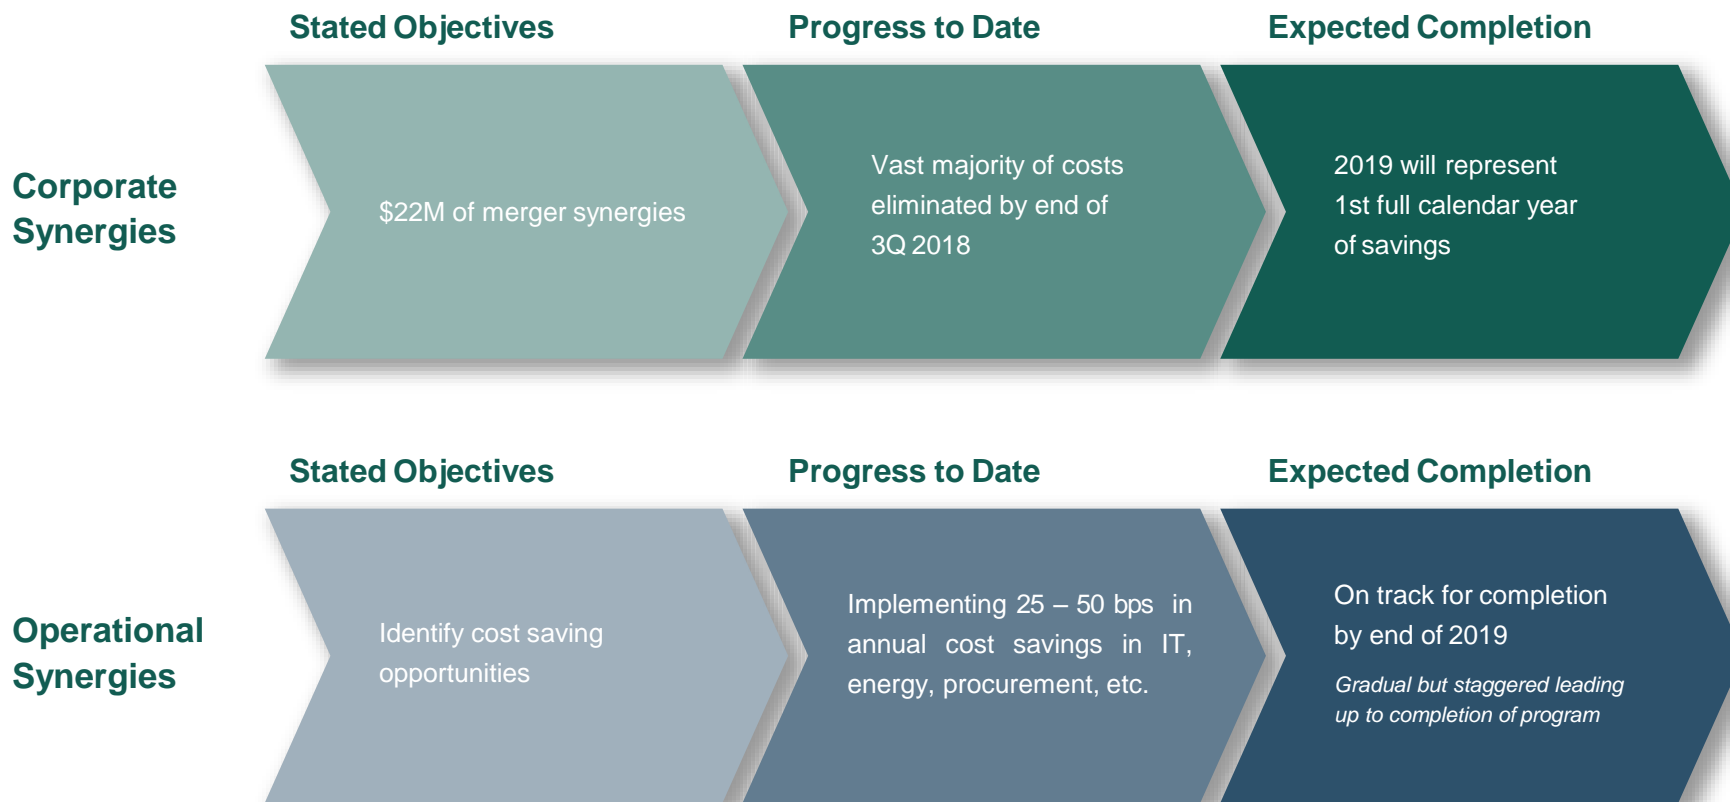 Stated Objectives
Progress to Date
Expected Completion
Corporate
Synergies
$22M of merger synergies
Vast majority of costs
eliminated by end of
3Q 2018
2019 will represent
1st full calendar year
of savings
Stated Objectives
Progress to Date
Expected Completion
Operational
Synergies
Identify cost saving
opportunities
Implementing 25 – 50 bps in
annual cost savings in IT,
energy, procurement, etc.
On track for completion
by end of 2019
Gradual but staggered leading
up to completion of program